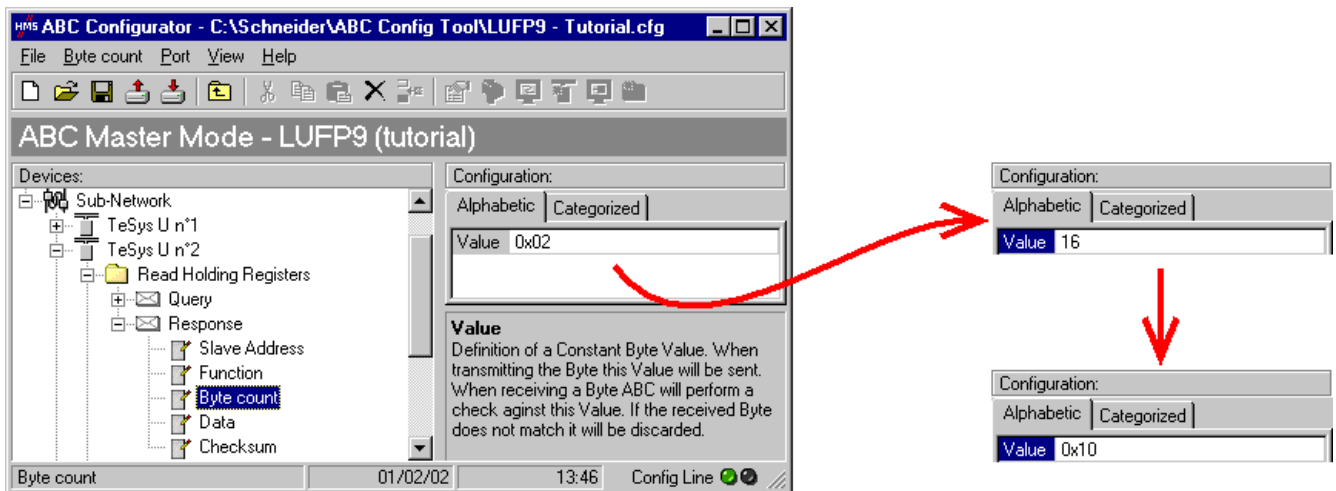 HMS ABC Configurator - C:\Schneider\ABC Config Tool\LUFP9 - Tutorial.cfg
File Byte count Port View Help
ABC Master Mode - LUFP9 (tutorial)
Devices:
Sub-Network
TeSys U n°1
TeSys U n°2
Read Holding Registers
Query
Response
Slave Address
Function
Byte count
Data
Checksum
Configuration:
Alphabetic Categorized
Value 0x02
Value
Definition of a Constant Byte Value. When
transmitting the Byte this Value will be sent.
When receiving a Byte ABC will perform a
check aginst this Value. If the received Byte
does not match it will be discarded.
Byte count 01/02/02 13:46 Config Line
Configuration:
Alphabetic Categorized
Value 16
Configuration:
Alphabetic Categorized
Value 0x10